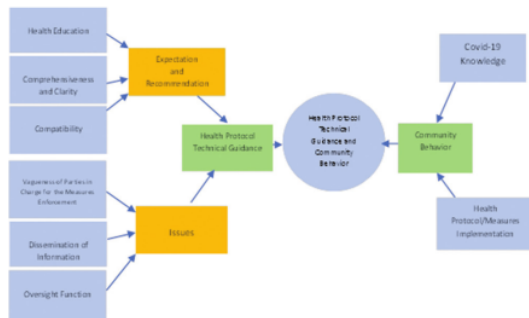 Health Education
Expectation
and
Recommendation
Comprehensiveness
and Clarity
Compatibility
Health Protocol
Technical Guidance
Vagueness of Parties in
Charge for the Measures
Enforcement
Issues
Dissemination of
Information
Oversight Function
Health Protocol
Technical
Guidance and
Community
Behavior
Covid-19
Knowledge
Community
Behavior
Health
Protocol/Measures
Implementation